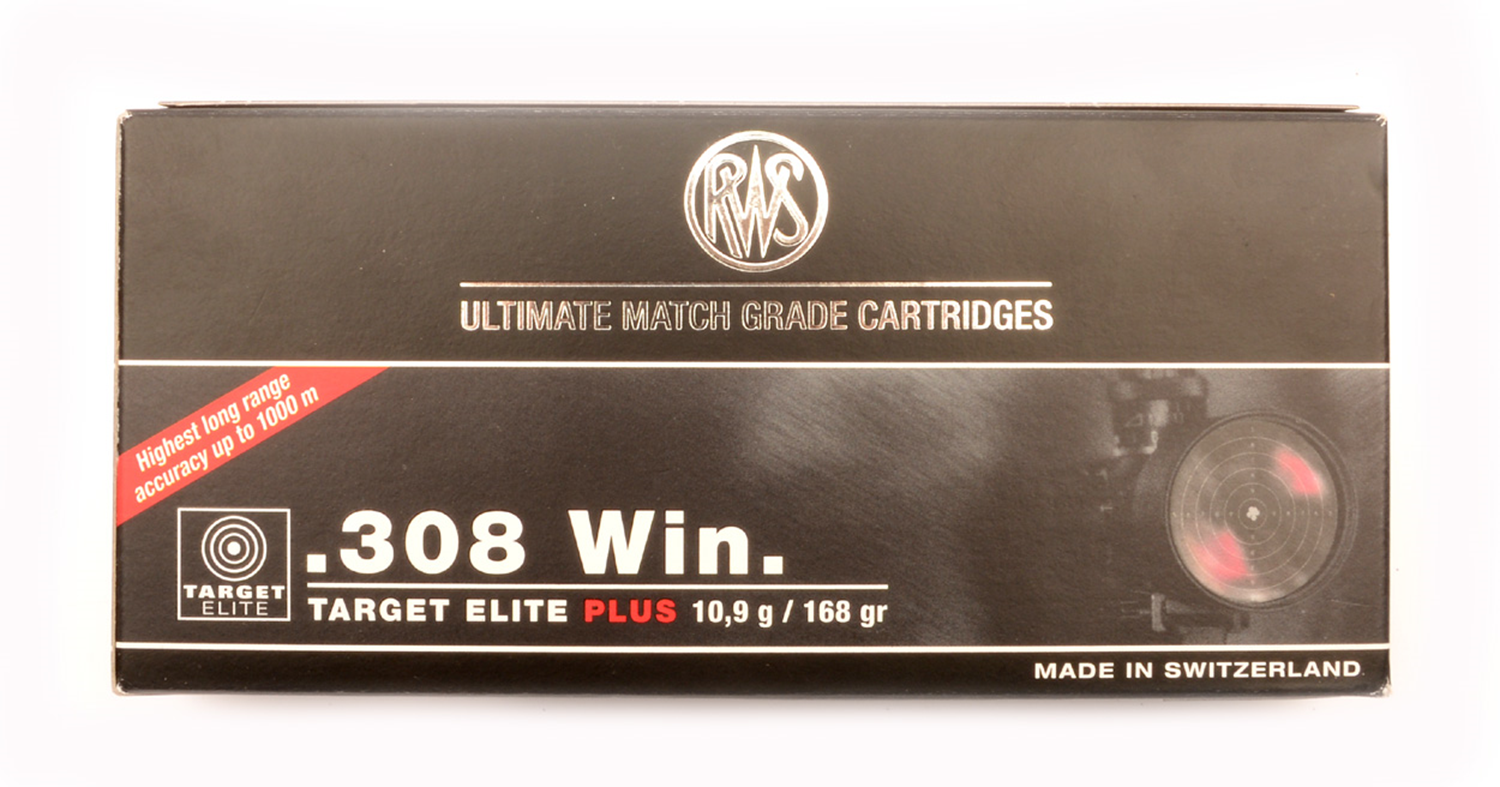 RWS
ULTIMATE MATCH GRADE CARTRIDGES
Highest long range
accuracy up to 1000 m
.308 Win.
TARGET
ELITE
TARGET ELITE PLUS 10,9 g / 168 gr
MADE IN SWITZERLAND